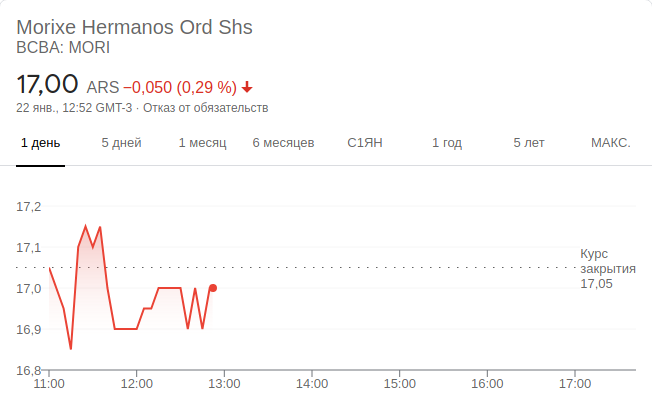 Morixe Hermanos Ord Shs
BCBA: MORI
17,00 ARS −0,050 (0,29 %)
22 янв., 12:52 GMT-3 · Отказ от обязательств
1 день 5 дней 1 месяц 6 месяцев С1ЯН 1 год 5 лет МАКС.
17,2
17,1
Курс
закрытия
17,05
17,0
16,9
16,8
11:00 12:00 13:00 14:00 15:00 16:00 17:00